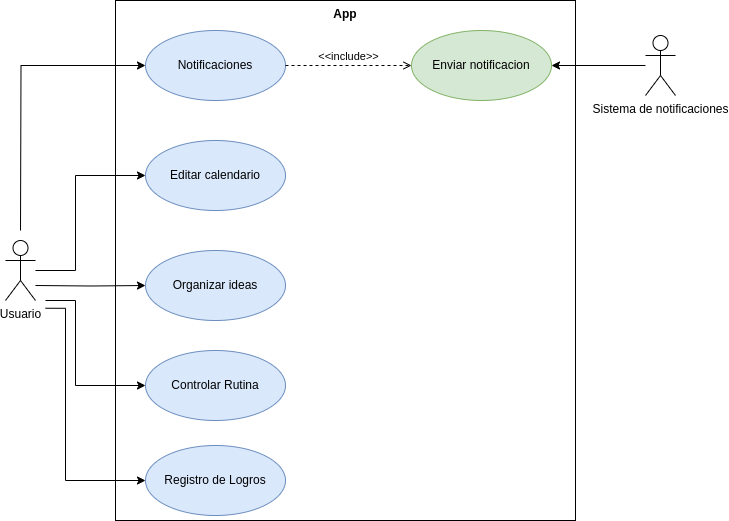 App
Notificaciones
<<include>>
Enviar notificacion
Sistema de notificaciones
Editar calendario
Organizar ideas
Usuario
Controlar Rutina
Registro de Logros